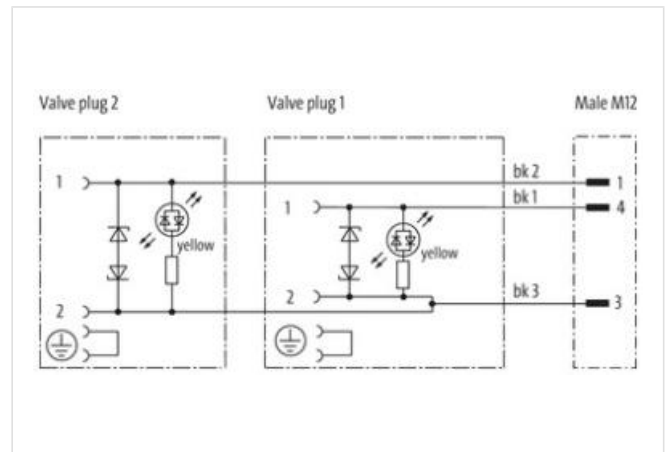 Valve plug 2
Valve plug 1
Male M12
1
bk 2
1
1
bk 1
4
yellow
yellow
2
bk 3
3
2